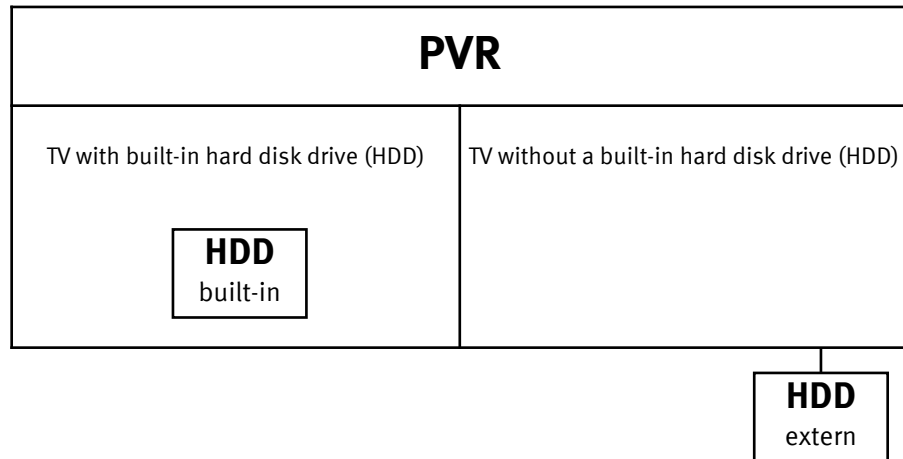 PVR
TV with built-in hard disk drive (HDD)
TV without a built-in hard disk drive (HDD)
HDD
built-in
HDD
extern